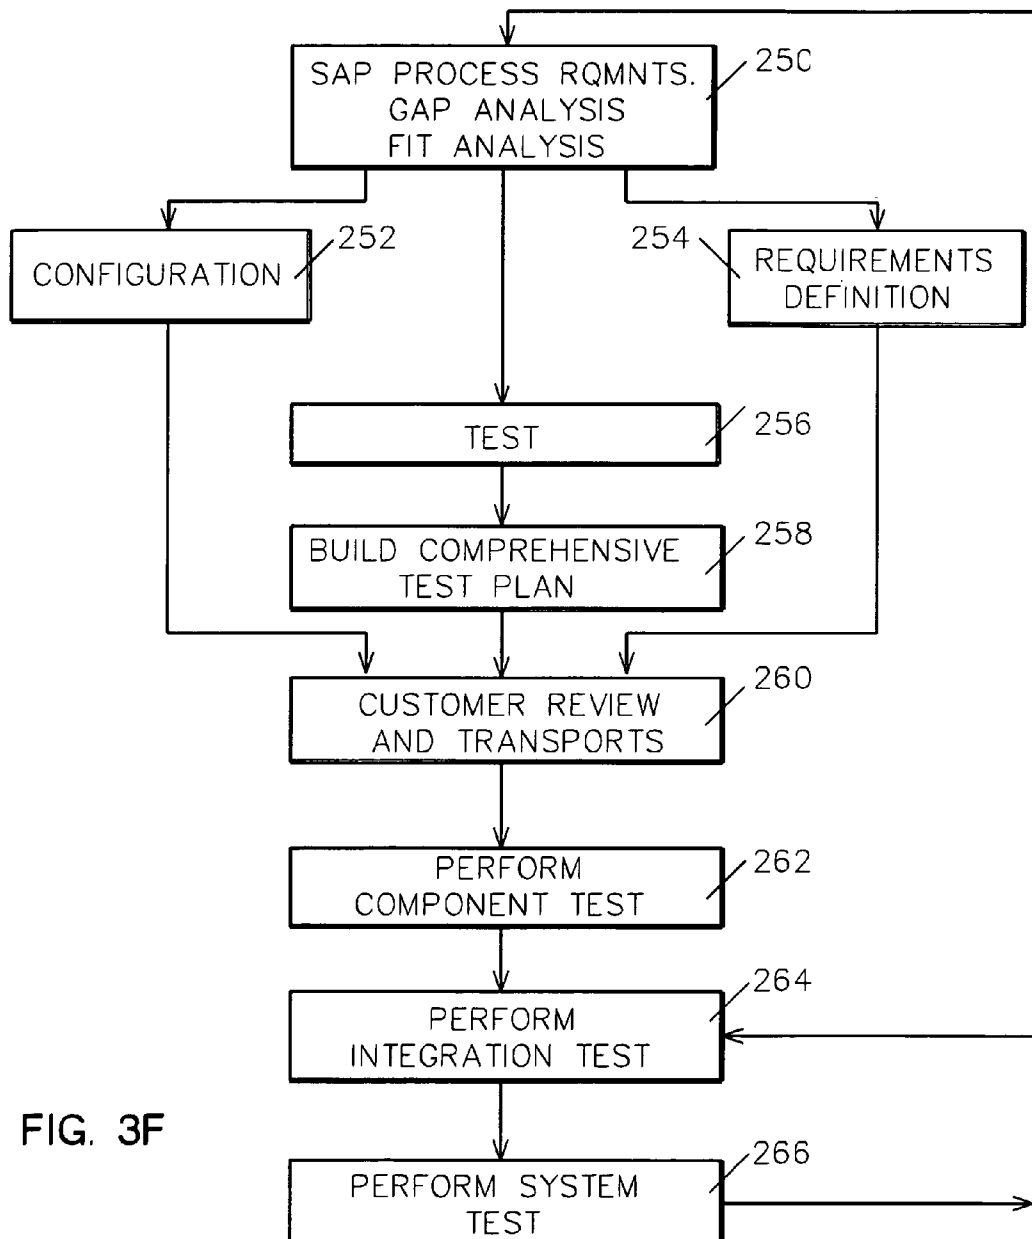 SAP PROCESS RQMNTS.
GAP ANALYSIS
FIT ANALYSIS
250
CONFIGURATION
252
254
REQUIREMENTS
DEFINITION
TEST
256
BUILD COMPREHENSIVE
TEST PLAN
258
CUSTOMER REVIEW
AND TRANSPORTS
260
PERFORM
COMPONENT TEST
262
PERFORM
INTEGRATION TEST
264
FIG. 3F
PERFORM SYSTEM
TEST
266